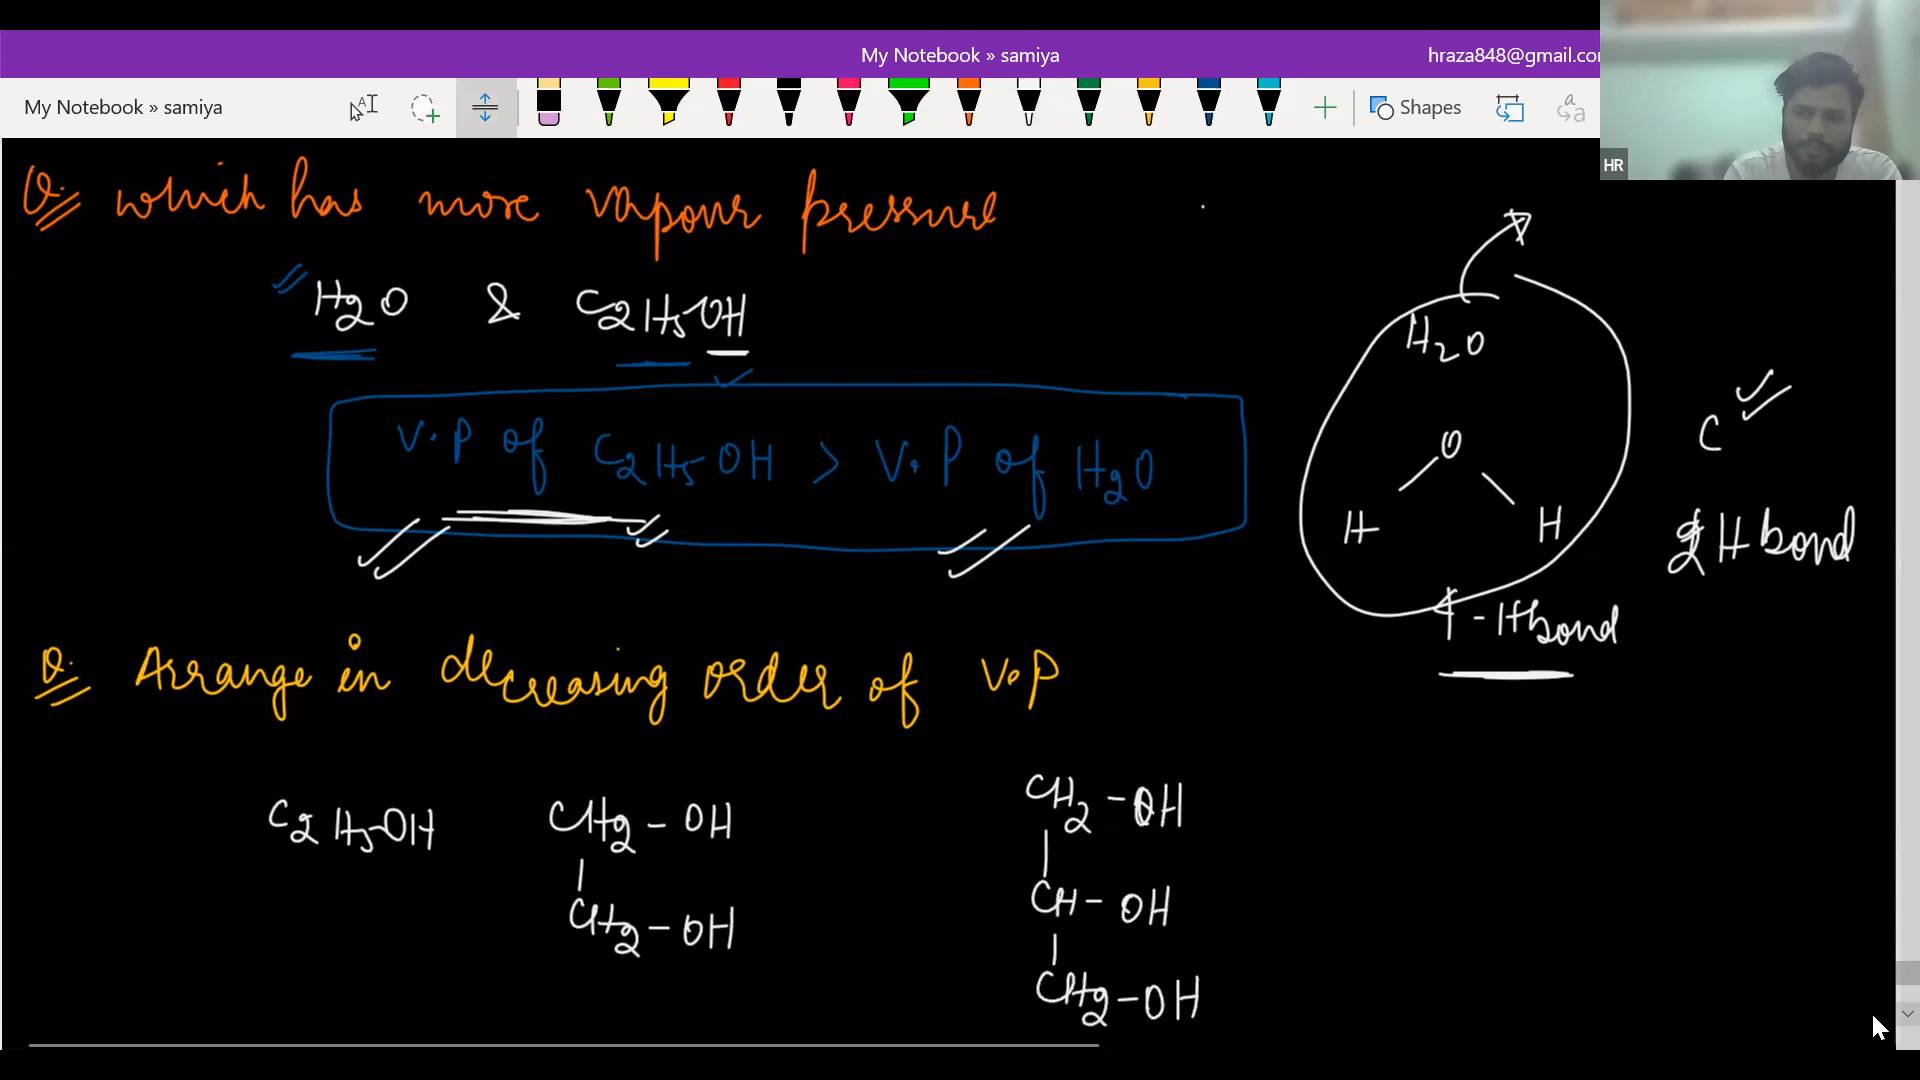 My Notebook » samiya
hraza848@gmail.co
My Notebook » samiya
Shapes
HR
Q. which has more vapour pressure
H2O & C2H5OH
V.P of C2H5OH > V.P of H2O
H2O
O
H H
4-Hbond
C
H bond
Q. Arrange in decreasing order of V.P
C2H5OH
CH2-OH
CH2-OH
CH2-OH
CH-OH
CH2-OH